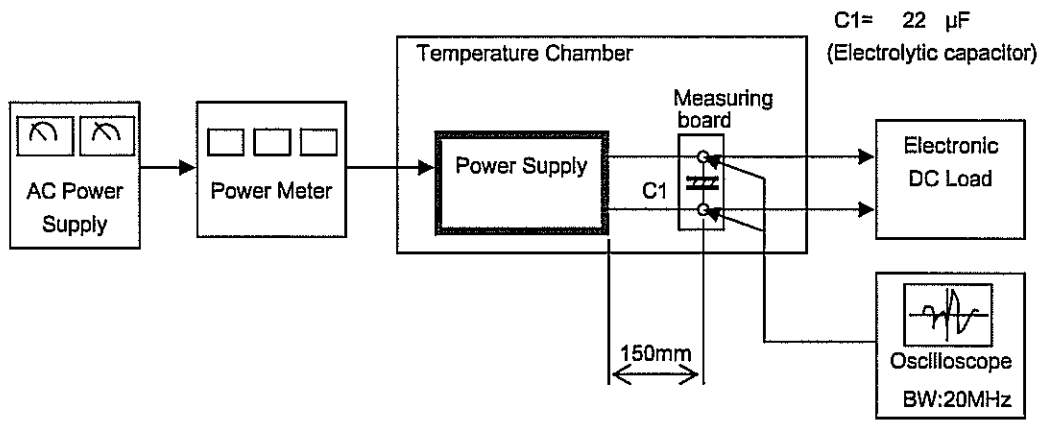 C1= 22 µF
(Electrolytic capacitor)
Temperature Chamber
Measuring
board
AC Power
Supply
Power Meter
Power Supply
C1
Electronic
DC Load
150mm
Oscilloscope
BW:20MHz